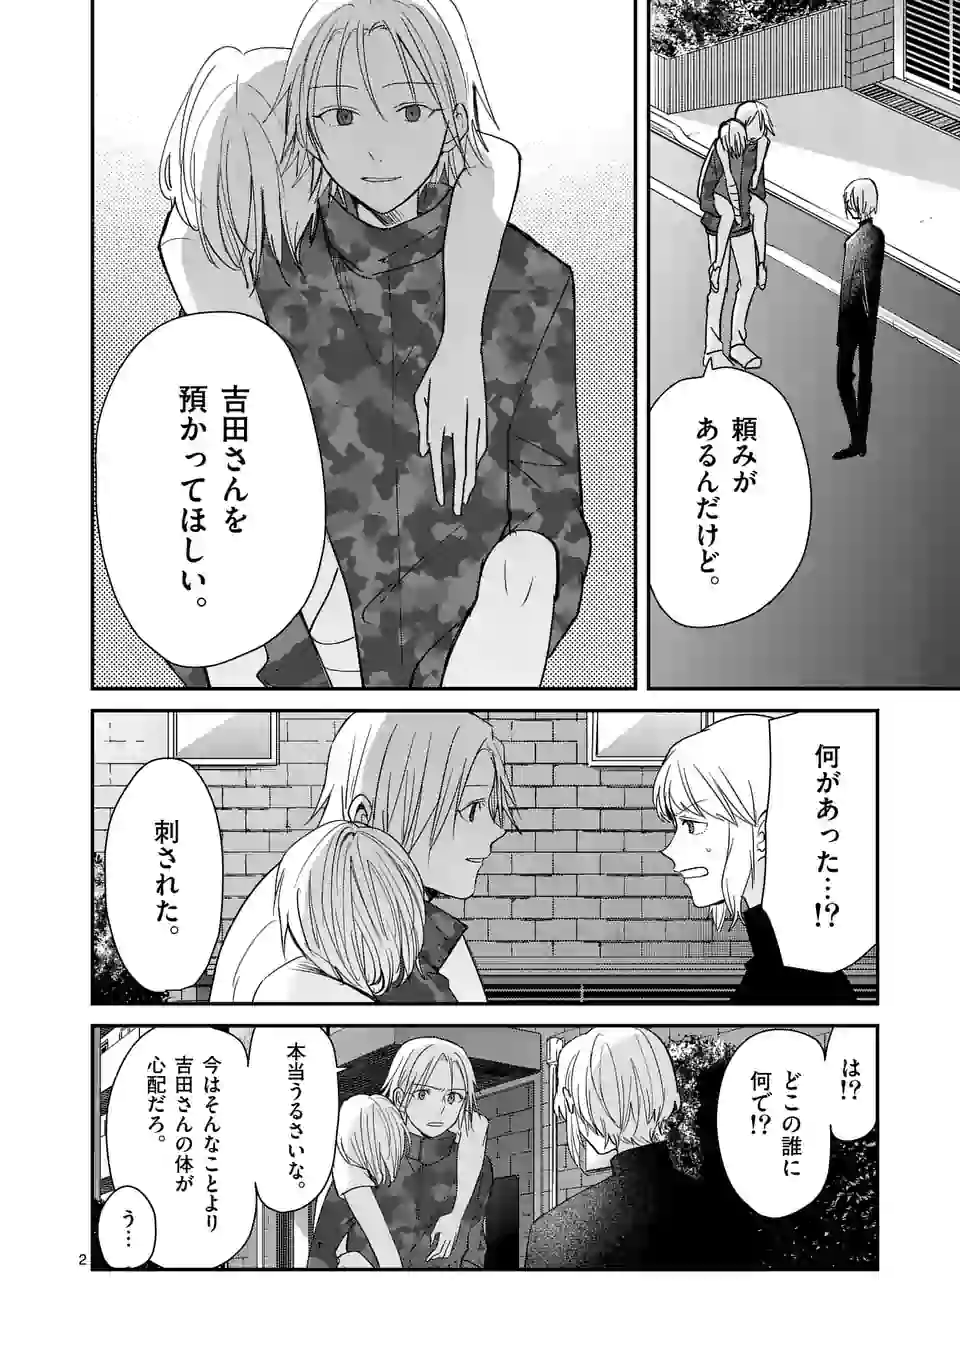 頼みが
あるんだけど。
吉田さんを
預かってほしい。
何があった…!?
刺された。
は!?
どこの誰に
何で!?
本当うるさいな。
今はそんなことより
吉田さんの体が
心配だろ。
う…
2